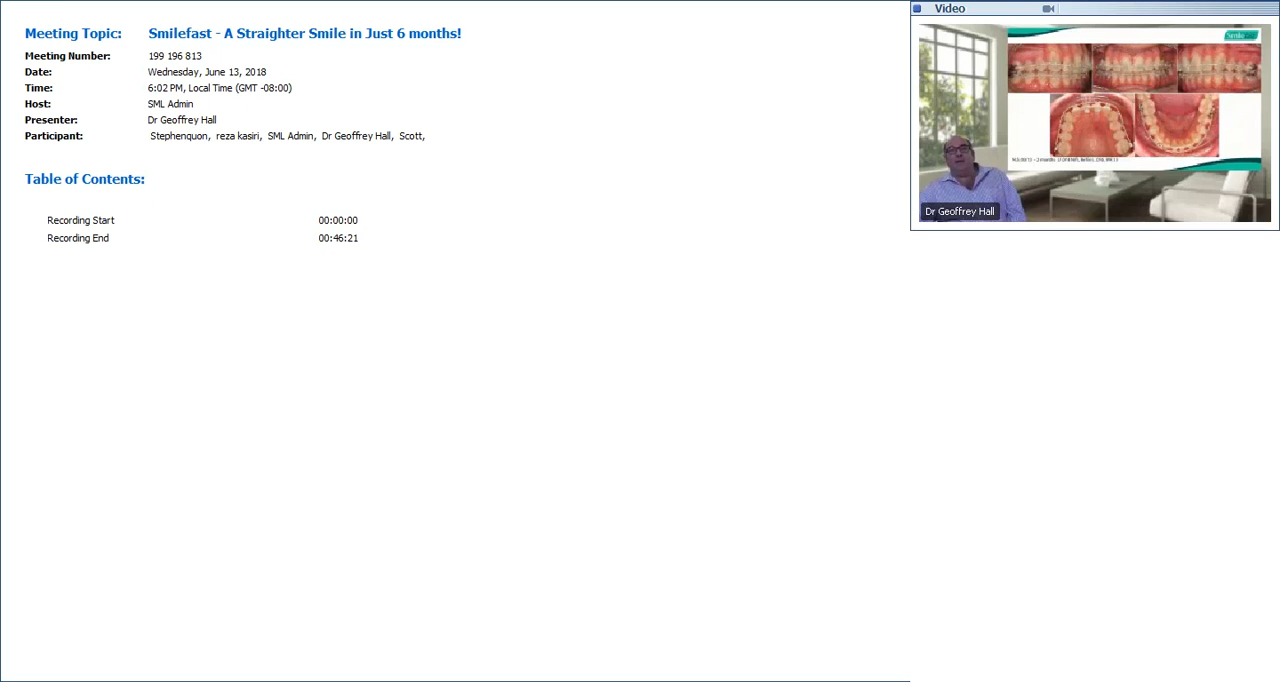 Meeting Topic: Smilefast - A Straighter Smile in Just 6 months!
Meeting Number: 199 196 813
Date: Wednesday, June 13, 2018
Time: 6:02 PM, Local Time (GMT -08:00)
Host: SML Admin
Presenter: Dr Geoffrey Hall
Participant: Stephenquon, reza kasiri, SML Admin, Dr Geoffrey Hall, Scott,
Table of Contents:
Recording Start 00:00:00
Recording End 00:46:21
Video
Smile
Dr Geoffrey Hall